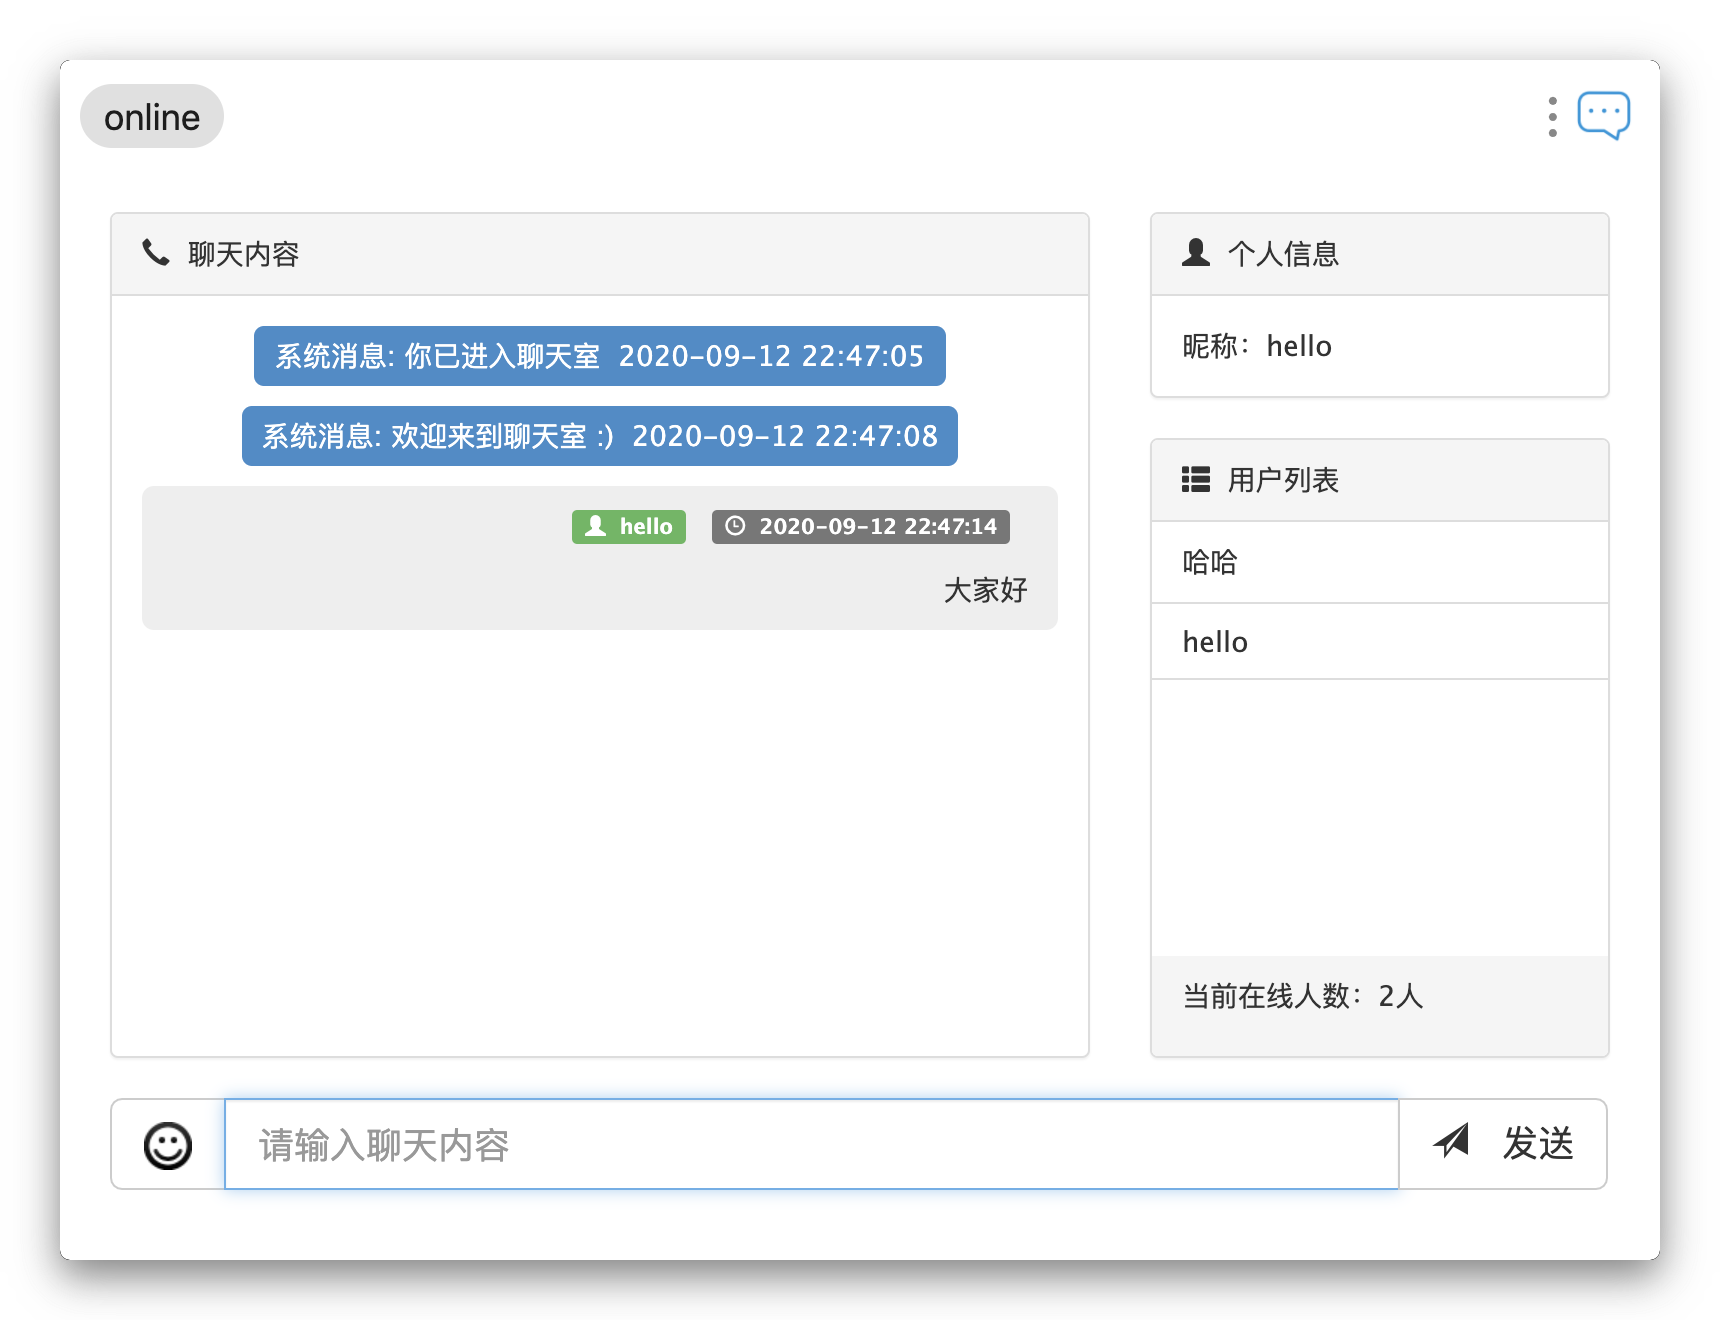 online
聊天内容
系统消息: 你已进入聊天室 2020-09-12 22:47:05
系统消息: 欢迎来到聊天室 :) 2020-09-12 22:47:08
hello 2020-09-12 22:47:14
大家好
个人信息
昵称：hello
用户列表
哈哈
hello
当前在线人数：2人
请输入聊天内容
发送